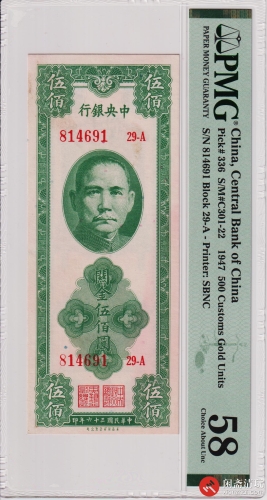 伍佰
伍佰
行銀央中
814691 29-A
關金伍佰圓
814691 29-A
伍佰
伍佰
印年六十三國民華中
PMG
PAPER MONEY GUARANTY
China, Central Bank of China
Pick# 336 S/M#C301-22 1947 500 Customs Gold Units
S/N 814691 Block 29-A - Printer: SBNC
58
Choice About Unc